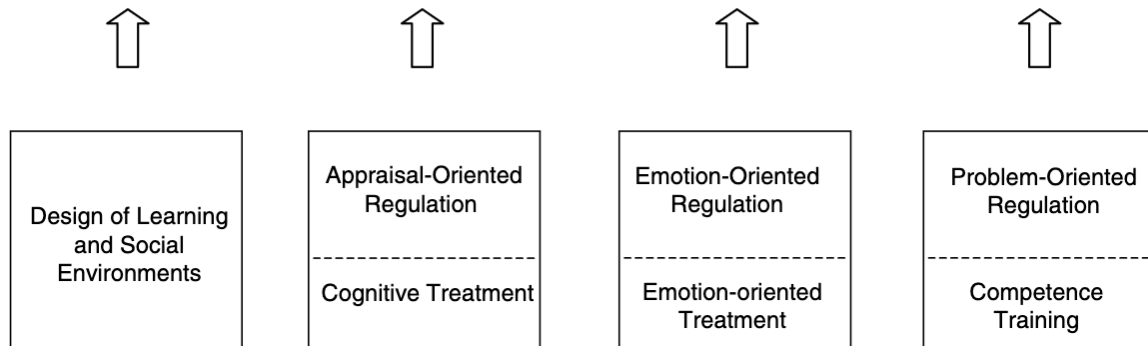 Design of Learning
and Social
Environments
Appraisal-Oriented
Regulation
Cognitive Treatment
Emotion-Oriented
Regulation
Emotion-oriented
Treatment
Problem-Oriented
Regulation
Competence
Training